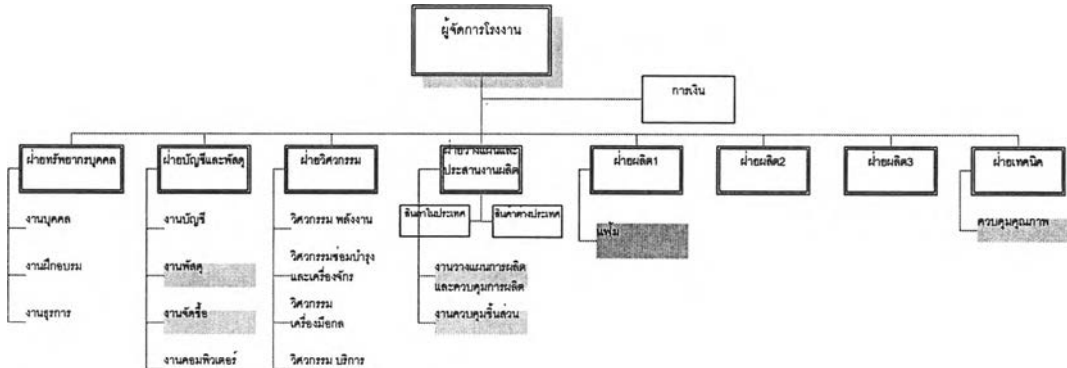 ผู้จัดการโรงงาน
การเงิน
ฝ่ายทรัพยากรบุคคล
ฝ่ายบัญชีและพัสดุ
ฝ่ายวิศวกรรม
ฝ่ายวางแผนและ
ประสานงานผลิต
ฝ่ายผลิต1
ฝ่ายผลิต2
ฝ่ายผลิต3
ฝ่ายเทคนิค
งานบุคคล
งานฝึกอบรม
งานธุรการ
งานบัญชี
งานพัสดุ
งานจัดซื้อ
งานคอมพิวเตอร์
วิศวกรรม พลังงาน
วิศวกรรมซ่อมบำรุง
และเครื่องจักร
วิศวกรรม
เครื่องมือกล
วิศวกรรม บริการ
สินค้าในประเทศ
สินค้าต่างประเทศ
งานวางแผนการผลิต
และควบคุมการผลิต
งานควบคุมชิ้นส่วน
แฟ้ม
ควบคุมคุณภาพ